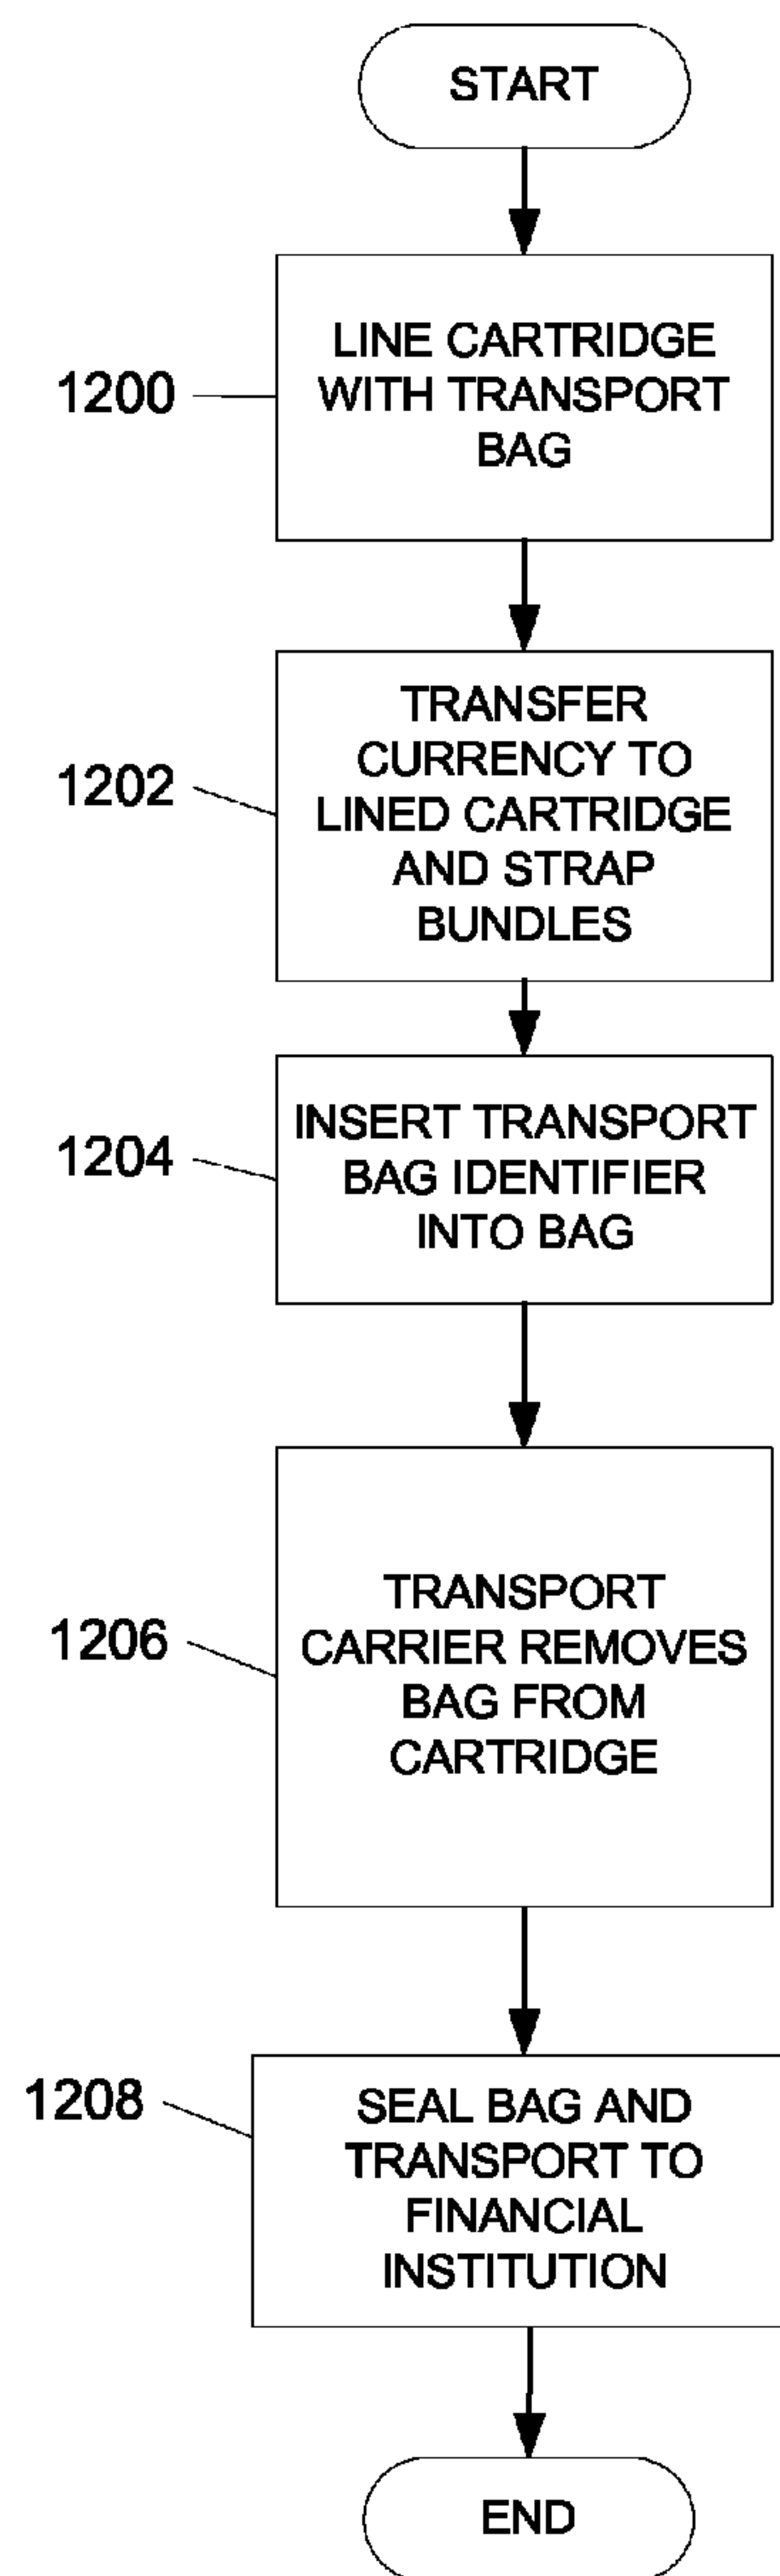 START
1200
LINE CARTRIDGE
WITH TRANSPORT
BAG
1202
TRANSFER
CURRENCY TO
LINED CARTRIDGE
AND STRAP
BUNDLES
1204
INSERT TRANSPORT
BAG IDENTIFIER
INTO BAG
1206
TRANSPORT
CARRIER REMOVES
BAG FROM
CARTRIDGE
1208
SEAL BAG AND
TRANSPORT TO
FINANCIAL
INSTITUTION
END